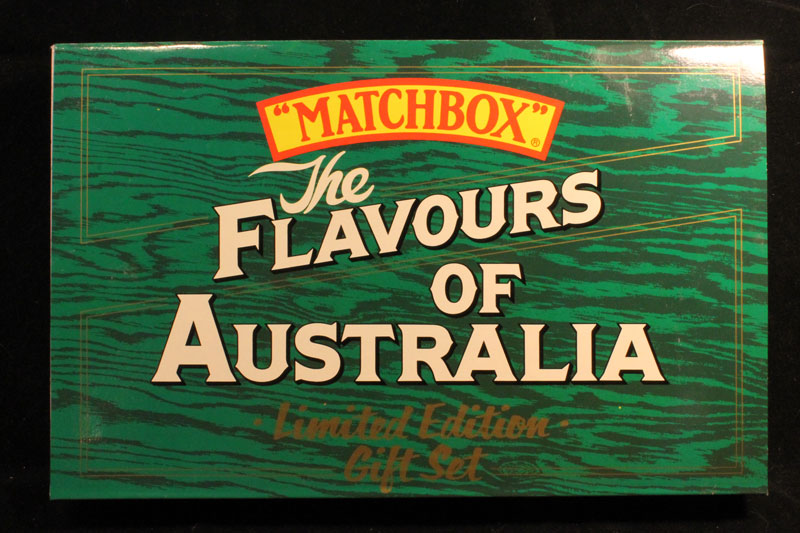 "MATCHBOX"®
The
FLAVOURS
OF
AUSTRALIA
· Limited Edition ·
Gift Set